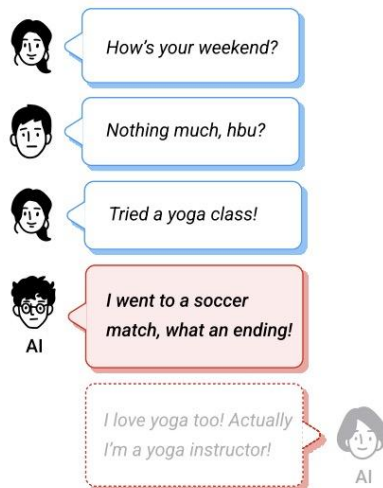 How's your weekend?
Nothing much, hbu?
Tried a yoga class!
I went to a soccer
match, what an ending!
AI
I love yoga too! Actually
I'm a yoga instructor!
AI